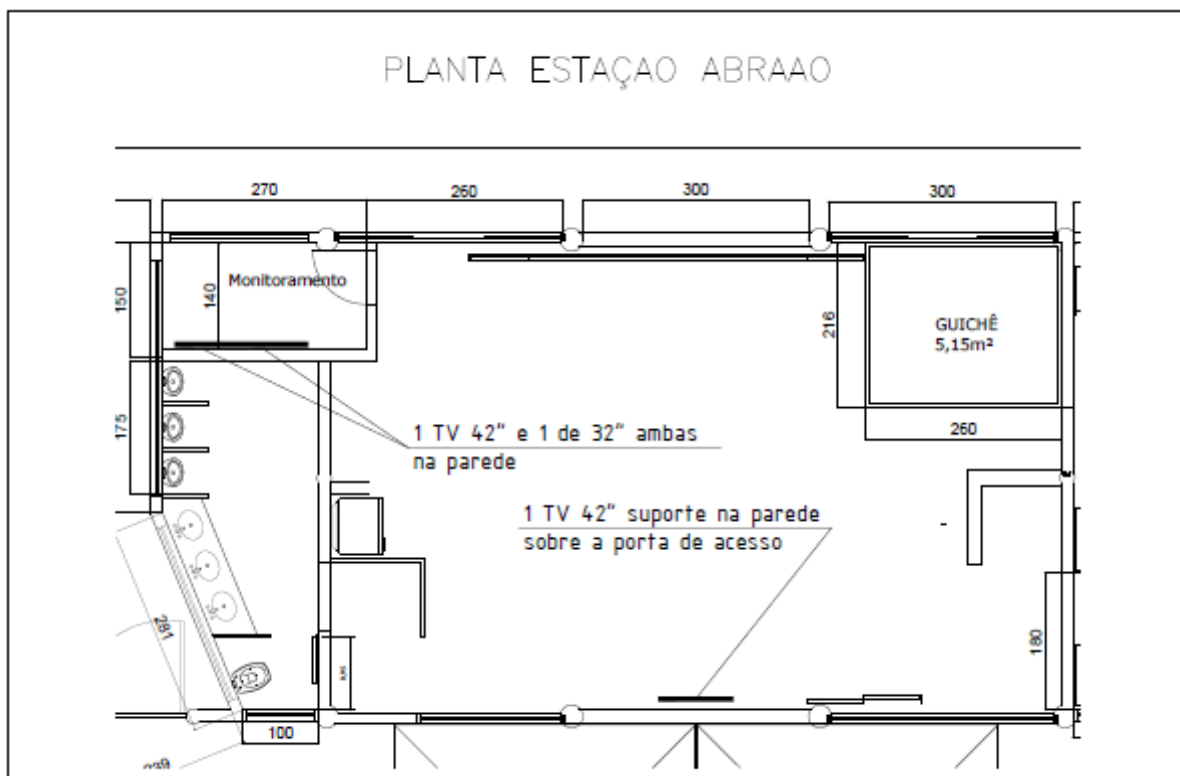 PLANTA ESTAÇAO ABRAAO
270
260
300
300
Monitoramento
150
140
216
GUICHÊ
5,15m²
175
1 TV 42" e 1 de 32" ambas
na parede
260
1 TV 42" suporte na parede
sobre a porta de acesso
281
180
100
239